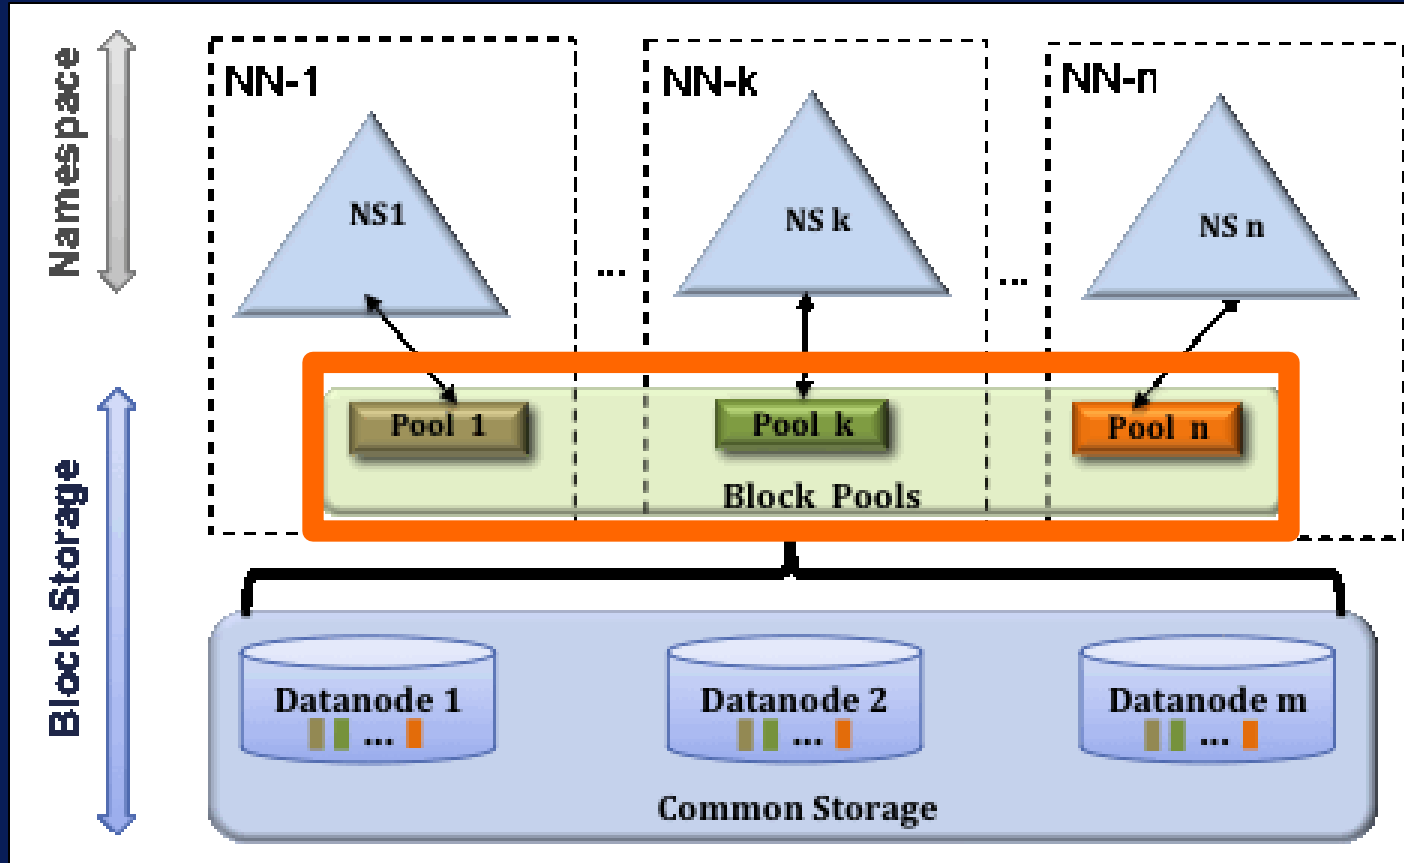 Namespace
NN-1
NN-k
NN-n
NS1
NS k
NS n
...
...
Block Storage
Pool 1
Pool k
Pool n
Block Pools
Datanode 1
...
Datanode 2
...
Datanode m
...
Common Storage